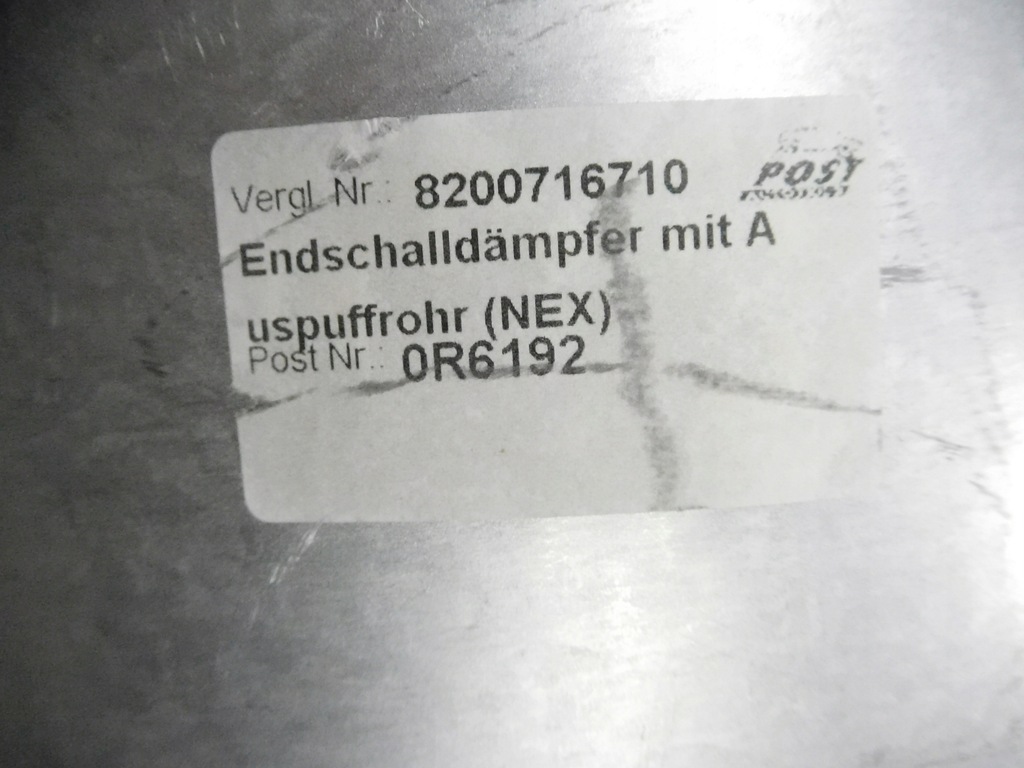 Vergl. Nr.: 8200716710
POST
Endschalldämpfer mit A
uspuffrohr (NEX)
Post Nr.: 0R6192